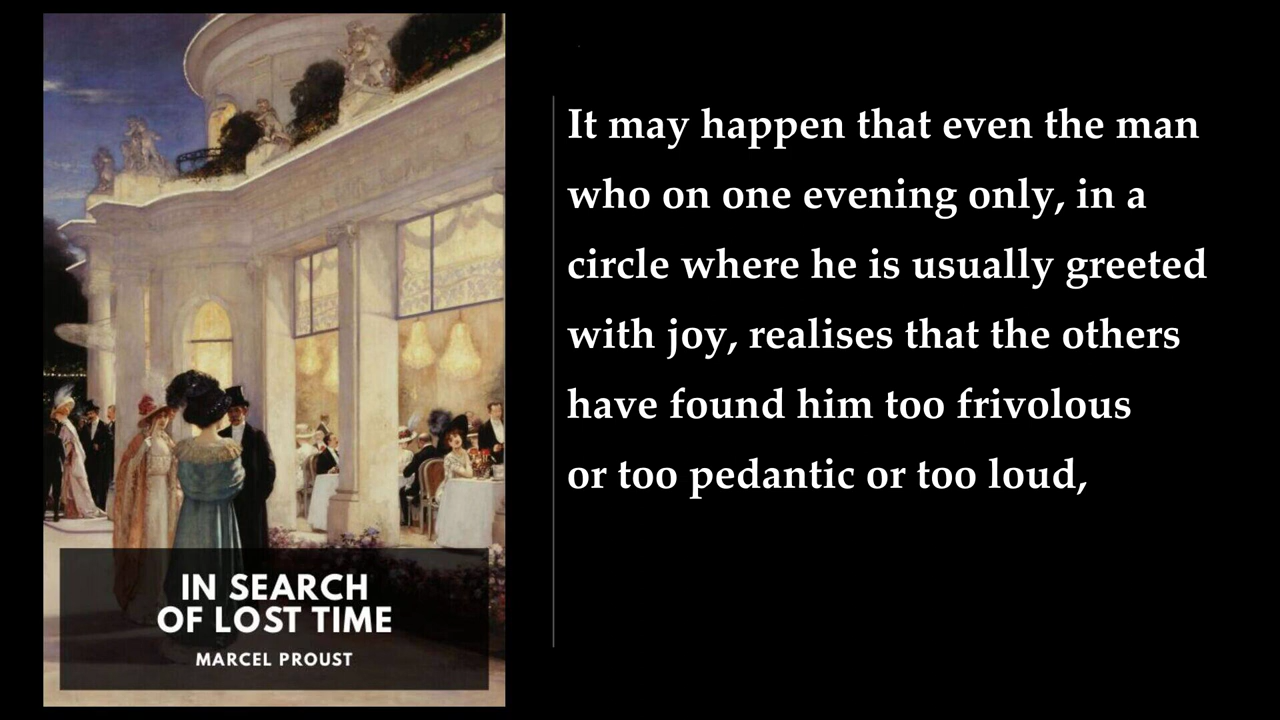 IN SEARCH
OF LOST TIME
MARCEL PROUST
It may happen that even the man
who on one evening only, in a
circle where he is usually greeted
with joy, realises that the others
have found him too frivolous
or too pedantic or too loud,